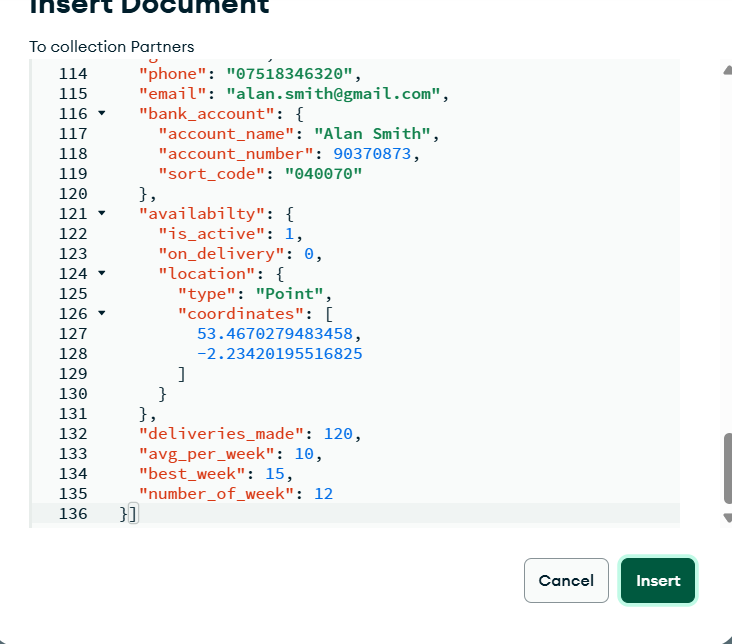 Insert Document
To collection Partners
114 "phone": "07518346320",
115 "email": "alan.smith@gmail.com",
116 "bank_account": {
117 "account_name": "Alan Smith",
118 "account_number": 90370873,
119 "sort_code": "040070"
120 },
121 "availabilty": {
122 "is_active": 1,
123 "on_delivery": 0,
124 "location": {
125 "type": "Point",
126 "coordinates": [
127 53.4670279483458,
128 -2.23420195516825
129 ]
130 }
131 },
132 "deliveries_made": 120,
133 "avg_per_week": 10,
134 "best_week": 15,
135 "number_of_week": 12
136 }]
Cancel Insert